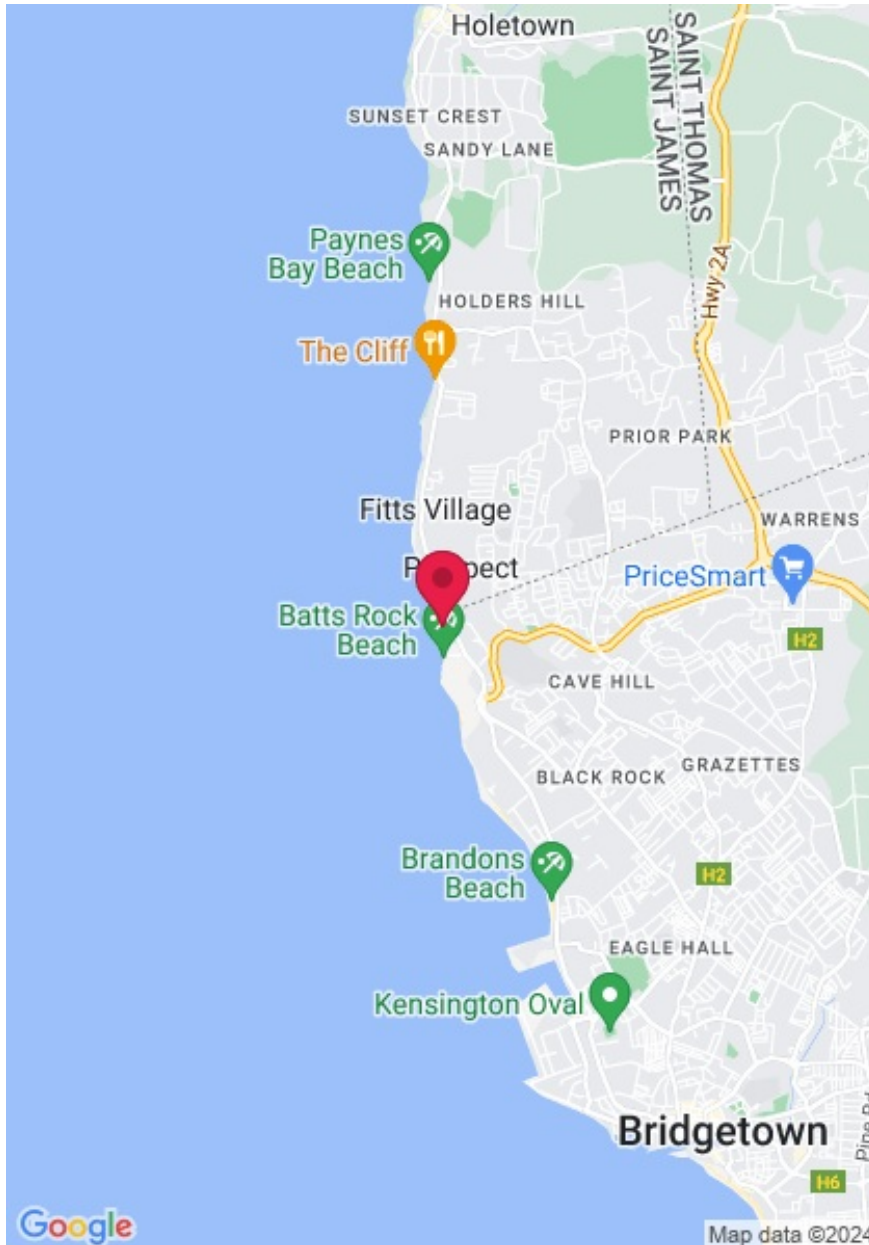 Holetown
SAINT THOMAS
SAINT JAMES
SUNSET CREST
SANDY LANE
Paynes
Bay Beach
HOLDERS HILL
Hwy 2A
The Cliff
PRIOR PARK
Fitts Village
WARRENS
PriceSmart
Batts Rock
Beach
H2
CAVE HILL
GRAZETTES
BLACK ROCK
Brandons
Beach
H2
EAGLE HALL
Kensington Oval
Bridgetown
Pine Rd
H6
Google
Map data ©2024